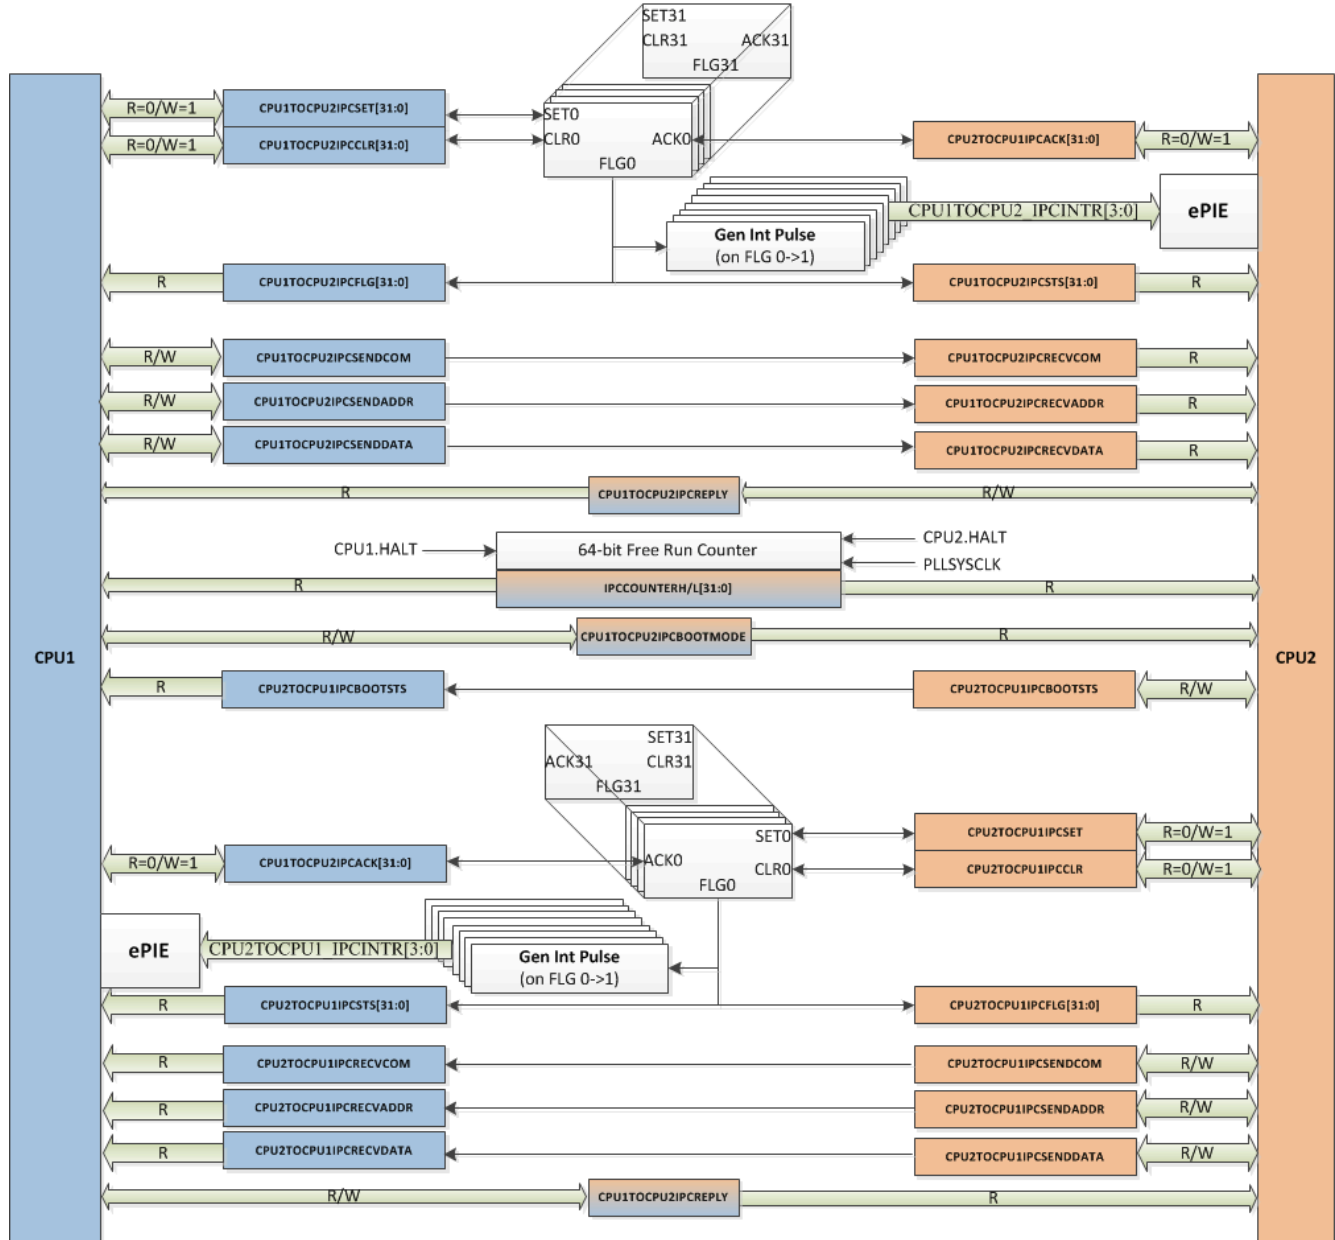 SET31
CLR31 ACK31
FLG31
R=0/W=1 CPU1TOCPU2IPCSET[31:0] SET0
R=0/W=1 CPU1TOCPU2IPCCLR[31:0] CLR0 ACK0 CPU2TOCPU1IPCACK[31:0] R=0/W=1
FLG0
CPU1TOCPU2_IPCINTR[3:0] ePIE
Gen Int Pulse
(on FLG 0->1)
R CPU1TOCPU2IPCFLG[31:0] CPU1TOCPU2IPCSTS[31:0] R
R/W CPU1TOCPU2IPCSENDCOM CPU1TOCPU2IPCRECVCOM R
R/W CPU1TOCPU2IPCSENDADDR CPU1TOCPU2IPCRECVADDR R
R/W CPU1TOCPU2IPCSENDDATA CPU1TOCPU2IPCRECVDATA R
R CPU1TOCPU2IPCREPLY R/W
CPU1.HALT 64-bit Free Run Counter CPU2.HALT
PLLSYSCLK
R IPCCOUNTERH/L[31:0] R
R/W CPU1TOCPU2IPCBOOTMODE R
CPU1 CPU2
R CPU2TOCPU1IPCBOOTSTS CPU2TOCPU1IPCBOOTSTS R/W
SET31
ACK31 CLR31
FLG31
SET0 CPU2TOCPU1IPCSET R=0/W=1
R=0/W=1 CPU1TOCPU2IPCACK[31:0] ACK0 CLR0 CPU2TOCPU1IPCCLR R=0/W=1
FLG0
ePIE CPU2TOCPU1_IPCINTR[3:0]
Gen Int Pulse
(on FLG 0->1)
R CPU2TOCPU1IPCSTS[31:0] CPU2TOCPU1IPCFLG[31:0] R
R CPU2TOCPU1IPCRECVCOM CPU2TOCPU1IPCSENDCOM R/W
R CPU2TOCPU1IPCRECVADDR CPU2TOCPU1IPCSENDADDR R/W
R CPU2TOCPU1IPCRECVDATA CPU2TOCPU1IPCSENDDATA R/W
R/W CPU1TOCPU2IPCREPLY R